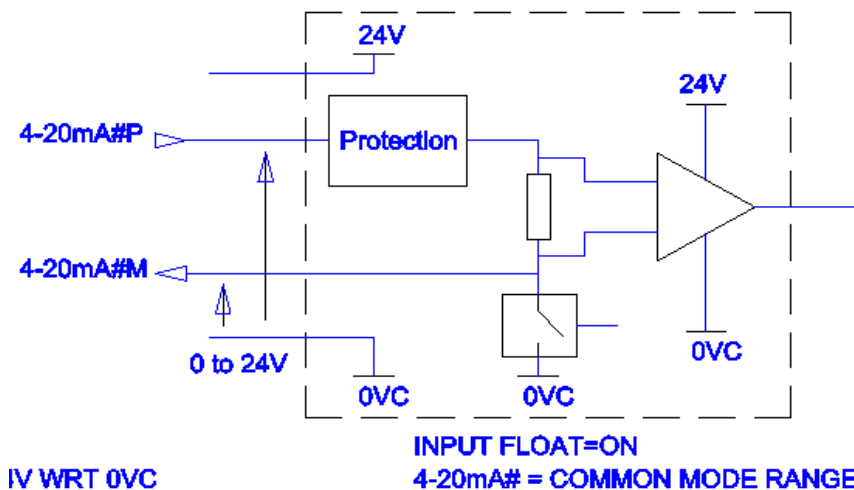 24V
24V
4-20mA#P
Protection
4-20mA#M
0 to 24V
0VC
0VC
0VC
INPUT FLOAT=ON
IV WRT 0VC
4-20mA# = COMMON MODE RANGE